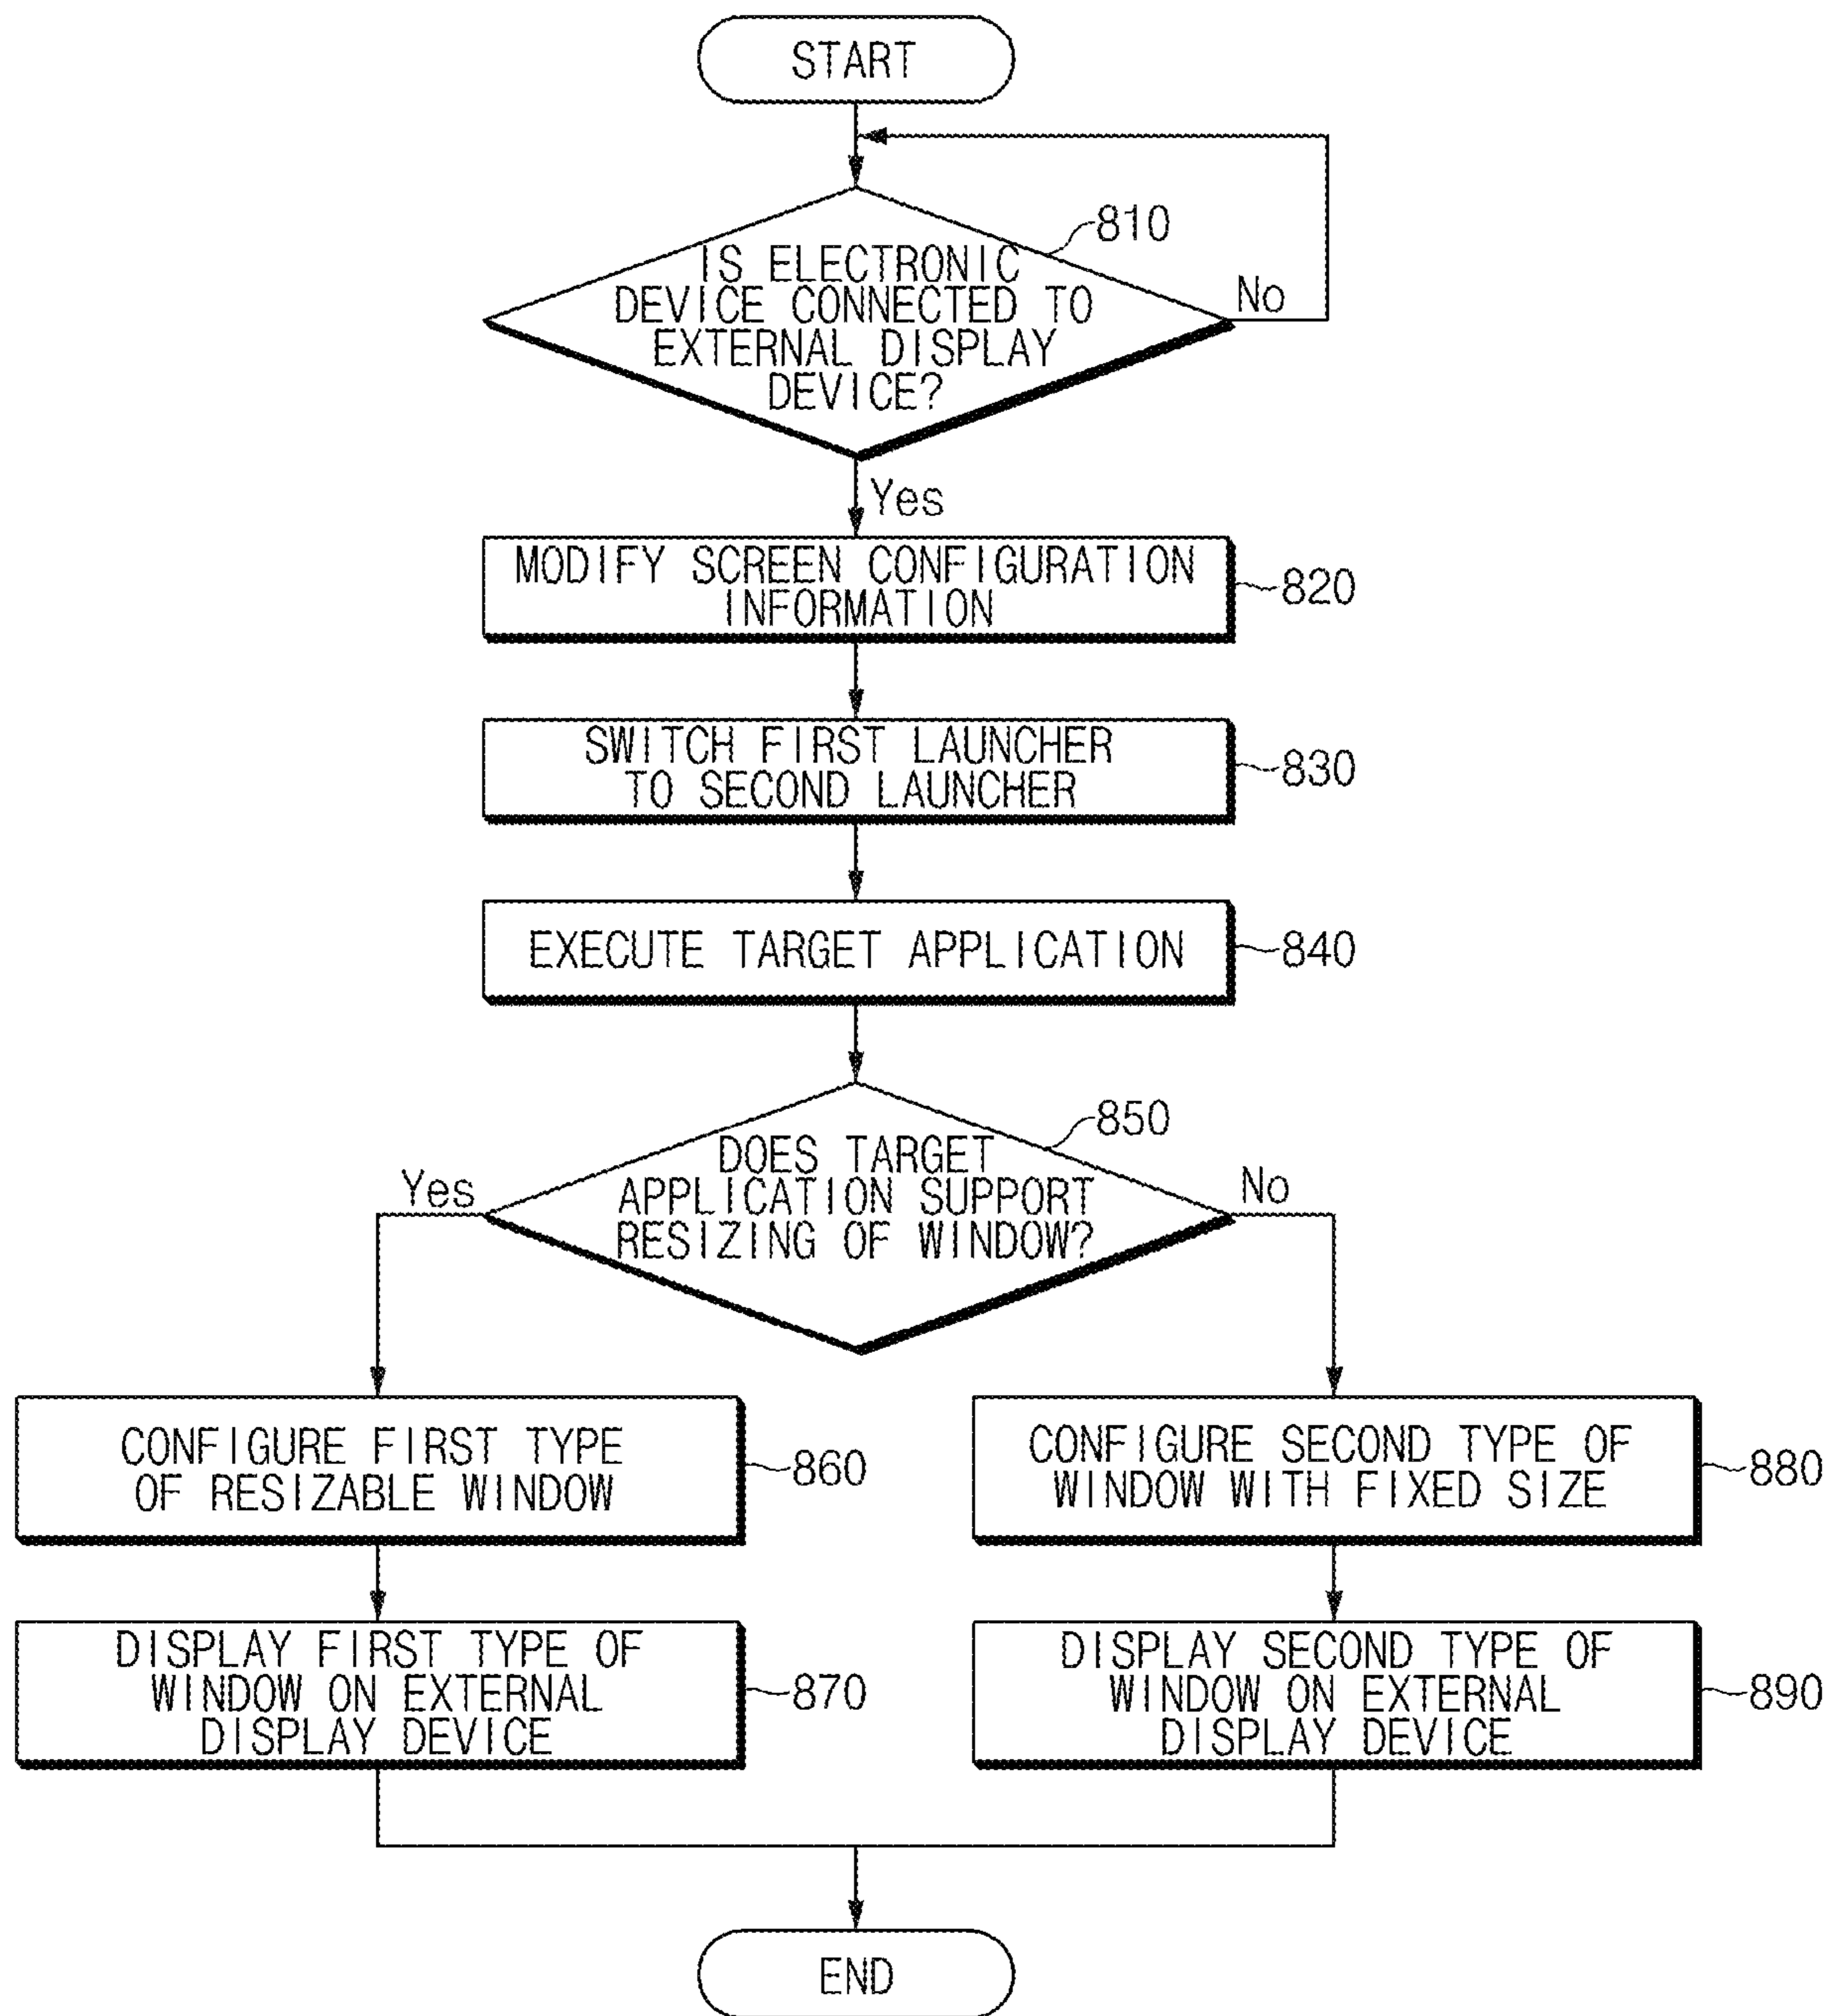 START
810
IS ELECTRONIC
DEVICE CONNECTED TO
EXTERNAL DISPLAY
DEVICE?
No
Yes
MODIFY SCREEN CONFIGURATION
INFORMATION
820
SWITCH FIRST LAUNCHER
TO SECOND LAUNCHER
830
EXECUTE TARGET APPLICATION
840
850
DOES TARGET
APPLICATION SUPPORT
RESIZING OF WINDOW?
Yes
No
CONFIGURE FIRST TYPE
OF RESIZABLE WINDOW
860
CONFIGURE SECOND TYPE OF
WINDOW WITH FIXED SIZE
880
DISPLAY FIRST TYPE OF
WINDOW ON EXTERNAL
DISPLAY DEVICE
870
DISPLAY SECOND TYPE OF
WINDOW ON EXTERNAL
DISPLAY DEVICE
890
END